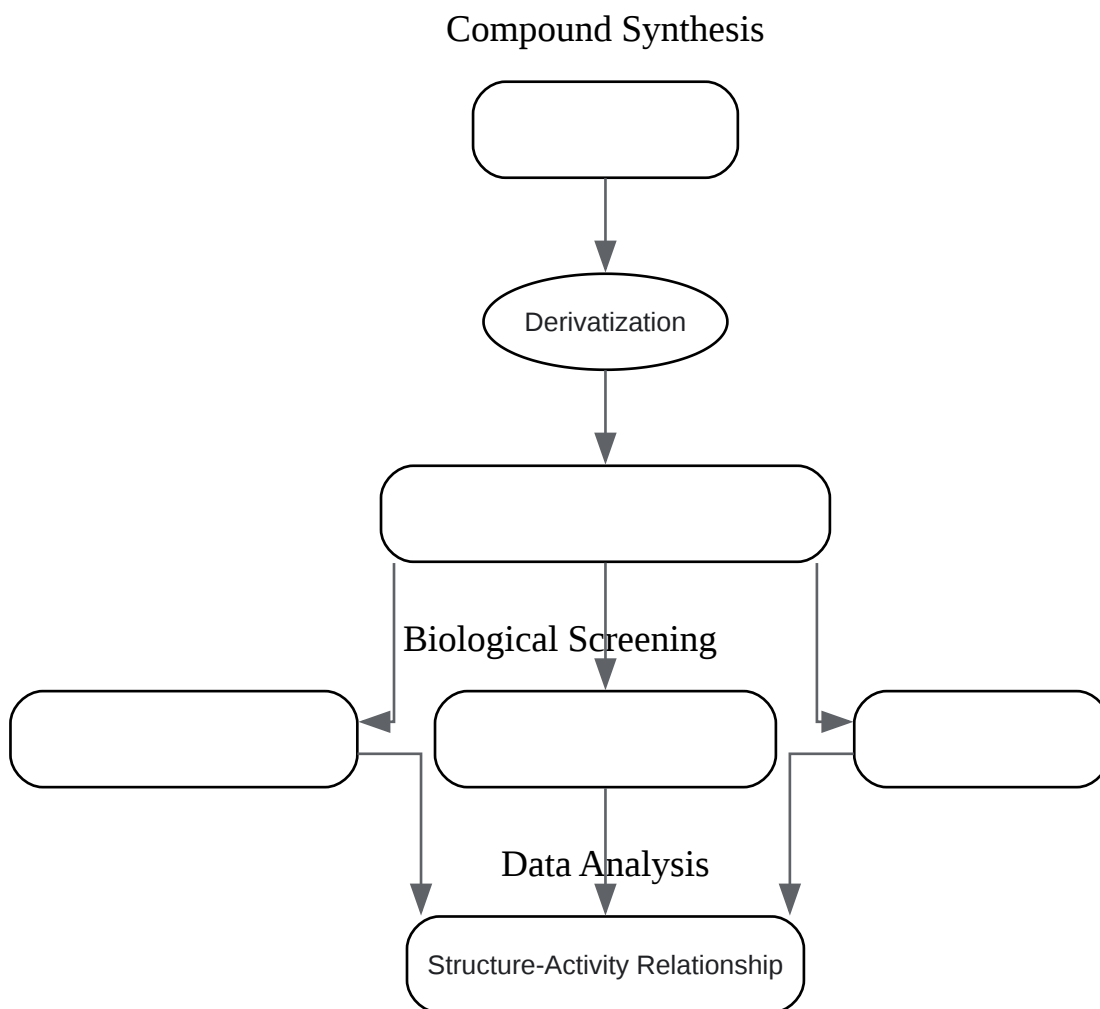 Compound Synthesis
Derivatization
Biological Screening
Data Analysis
Structure-Activity Relationship